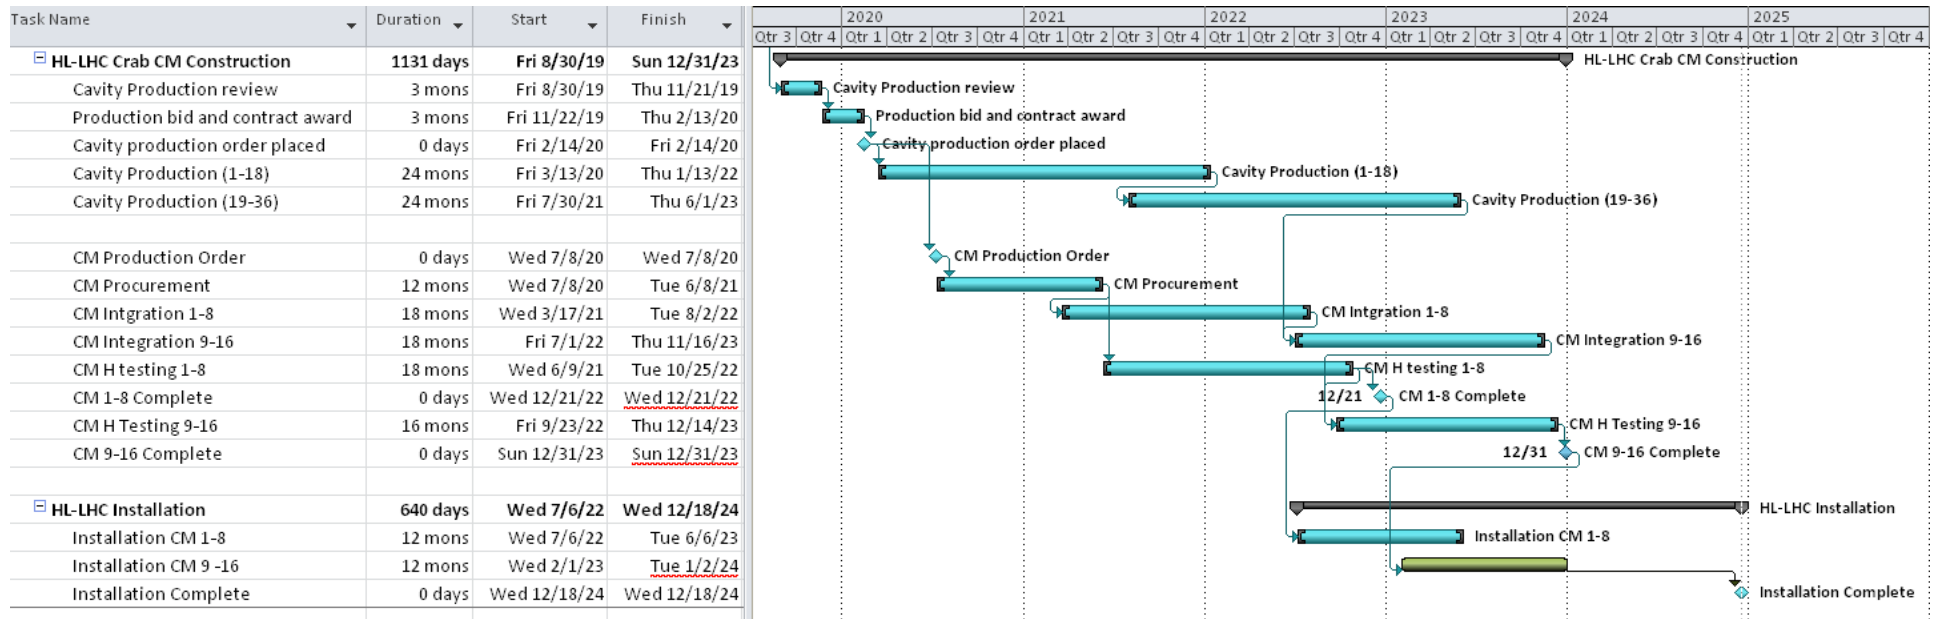 Task Name Duration Start Finish 2020 2021 2022 2023 2024 2025
Qtr 3 Qtr 4 Qtr 1 Qtr 2 Qtr 3 Qtr 4 Qtr 1 Qtr 2 Qtr 3 Qtr 4 Qtr 1 Qtr 2 Qtr 3 Qtr 4 Qtr 1 Qtr 2 Qtr 3 Qtr 4 Qtr 1 Qtr 2 Qtr 3 Qtr 4 Qtr 1 Qtr 2 Qtr 3 Qtr 4
HL-LHC Crab CM Construction 1131 days Fri 8/30/19 Sun 12/31/23 HL-LHC Crab CM Construction
Cavity Production review 3 mons Fri 8/30/19 Thu 11/21/19 Cavity Production review
Production bid and contract award 3 mons Fri 11/22/19 Thu 2/13/20 Production bid and contract award
Cavity production order placed 0 days Fri 2/14/20 Fri 2/14/20 Cavity production order placed
Cavity Production (1-18) 24 mons Fri 3/13/20 Thu 1/13/22 Cavity Production (1-18)
Cavity Production (19-36) 24 mons Fri 7/30/21 Thu 6/1/23 Cavity Production (19-36)
CM Production Order 0 days Wed 7/8/20 Wed 7/8/20 CM Production Order
CM Procurement 12 mons Wed 7/8/20 Tue 6/8/21 CM Procurement
CM Intgration 1-8 18 mons Wed 3/17/21 Tue 8/2/22 CM Intgration 1-8
CM Integration 9-16 18 mons Fri 7/1/22 Thu 11/16/23 CM Integration 9-16
CM H testing 1-8 18 mons Wed 6/9/21 Tue 10/25/22 CM H testing 1-8
CM 1-8 Complete 0 days Wed 12/21/22 Wed 12/21/22 12/21 CM 1-8 Complete
CM H Testing 9-16 16 mons Fri 9/23/22 Thu 12/14/23 CM H Testing 9-16
CM 9-16 Complete 0 days Sun 12/31/23 Sun 12/31/23 12/31 CM 9-16 Complete
HL-LHC Installation 640 days Wed 7/6/22 Wed 12/18/24 HL-LHC Installation
Installation CM 1-8 12 mons Wed 7/6/22 Tue 6/6/23 Installation CM 1-8
Installation CM 9 -16 12 mons Wed 2/1/23 Tue 1/2/24
Installation Complete 0 days Wed 12/18/24 Wed 12/18/24 Installation Complete